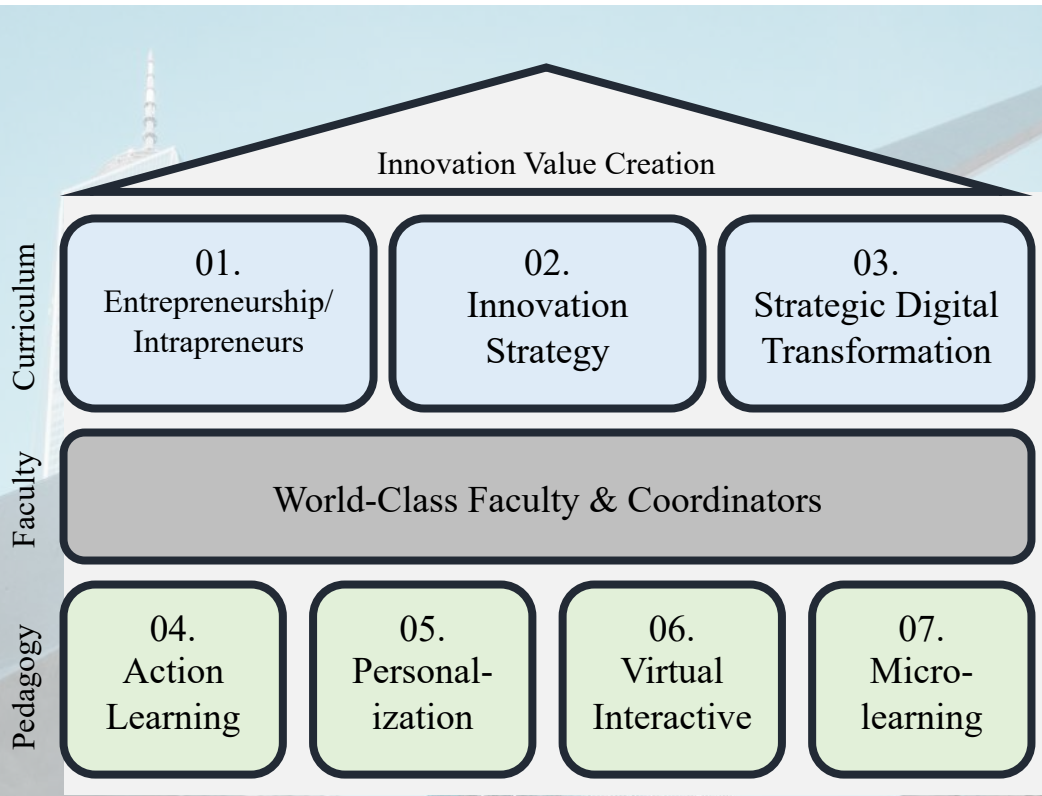 Innovation Value Creation
Curriculum
01.
Entrepreneurship/
Intrapreneurs
02.
Innovation
Strategy
03.
Strategic Digital
Transformation
Faculty
World-Class Faculty & Coordinators
Pedagogy
04.
Action
Learning
05.
Personal-
ization
06.
Virtual
Interactive
07.
Micro-
learning